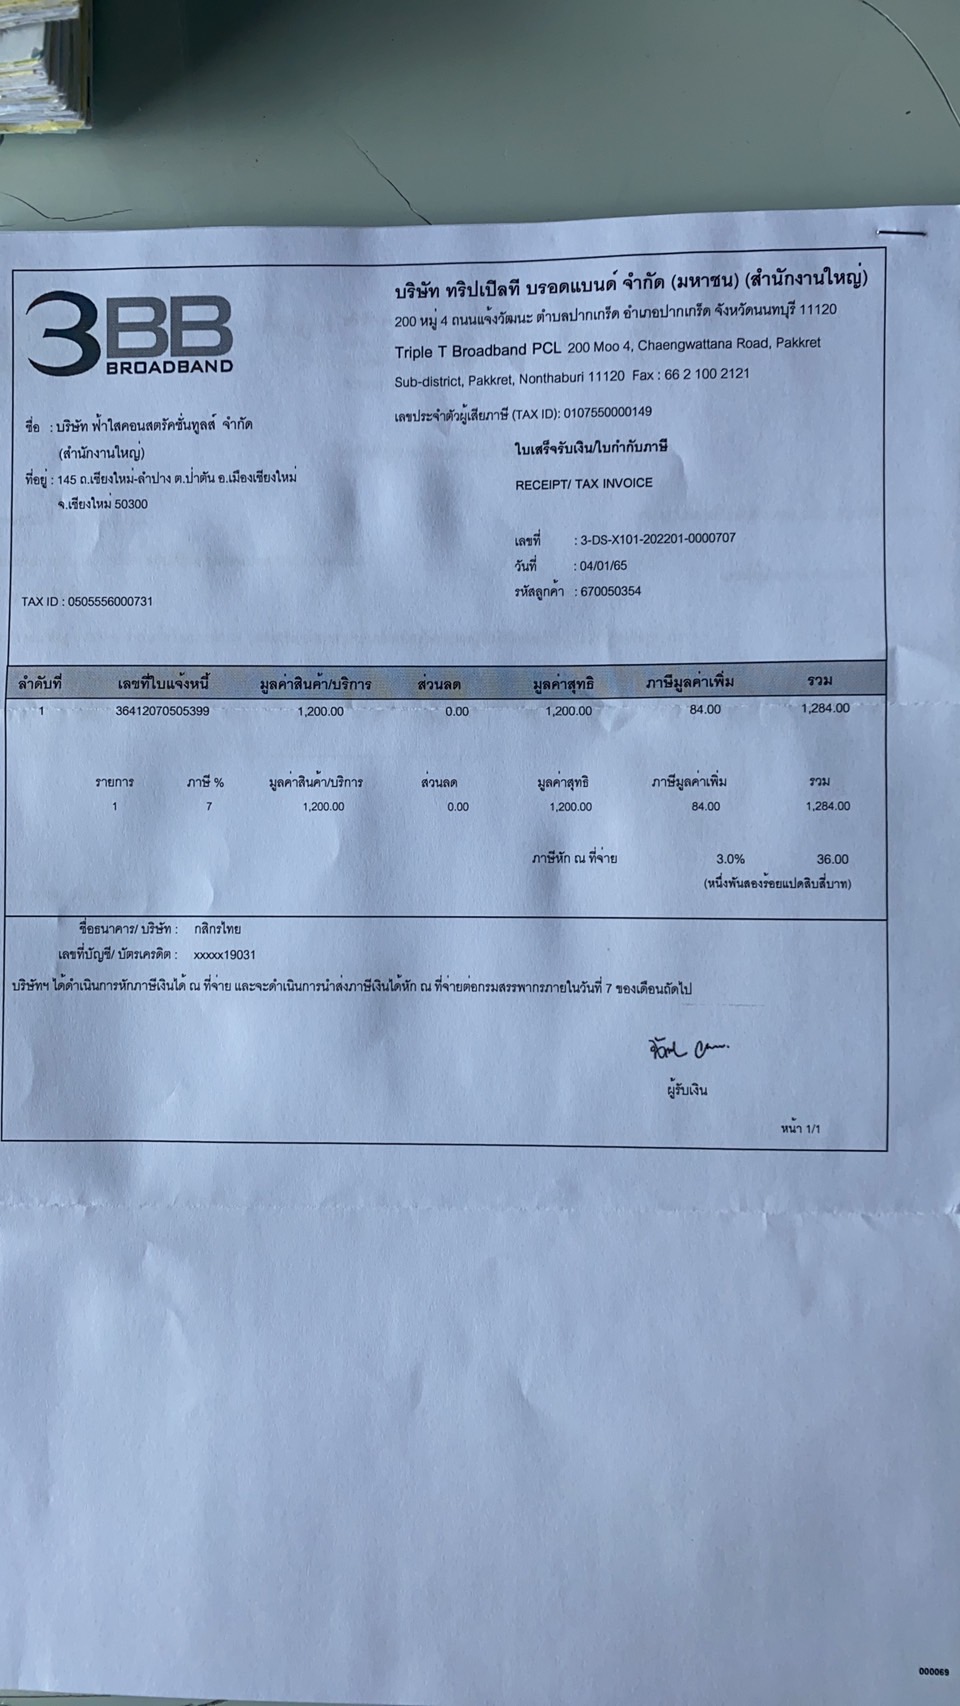 3BB
BROADBAND
บริษัท ทริปเปิลที บรอดแบนด์ จำกัด (มหาชน) (สำนักงานใหญ่)
200 หมู่ 4 ถนนแจ้งวัฒนะ ตำบลปากเกร็ด อำเภอปากเกร็ด จังหวัดนนทบุรี 11120
Triple T Broadband PCL 200 Moo 4, Chaengwattana Road, Pakkret
Sub-district, Pakkret, Nonthaburi 11120 Fax : 66 2 100 2121
เลขประจำตัวผู้เสียภาษี (TAX ID): 0107550000149
ชื่อ : บริษัท ฟ้าใสคอนสตรัคชั่นทูลส์ จำกัด
(สำนักงานใหญ่)
ที่อยู่ : 145 ถ.เชียงใหม่-ลำปาง ต.ป่าตัน อ.เมืองเชียงใหม่
จ.เชียงใหม่ 50300
ใบเสร็จรับเงิน/ใบกำกับภาษี
RECEIPT/ TAX INVOICE
เลขที่ : 3-DS-X101-202201-0000707
วันที่ : 04/01/65
รหัสลูกค้า : 670050354
TAX ID : 0505556000731
ลำดับที่ เลขที่ใบแจ้งหนี้ มูลค่าสินค้า/บริการ ส่วนลด มูลค่าสุทธิ ภาษีมูลค่าเพิ่ม รวม
1 36412070505399 1,200.00 0.00 1,200.00 84.00 1,284.00
รายการ ภาษี % มูลค่าสินค้า/บริการ ส่วนลด มูลค่าสุทธิ ภาษีมูลค่าเพิ่ม รวม
1 7 1,200.00 0.00 1,200.00 84.00 1,284.00
ภาษีหัก ณ ที่จ่าย 3.0% 36.00
(หนึ่งพันสองร้อยแปดสิบสี่บาท)
ชื่อธนาคาร/ บริษัท : กสิกรไทย
เลขที่บัญชี/ บัตรเครดิต : xxxxx19031
บริษัทฯ ได้ดำเนินการหักภาษีเงินได้ ณ ที่จ่าย และจะดำเนินการนำส่งภาษีเงินได้หัก ณ ที่จ่ายต่อกรมสรรพากรภายในวันที่ 7 ของเดือนถัดไป
ผู้รับเงิน
หน้า 1/1
000069